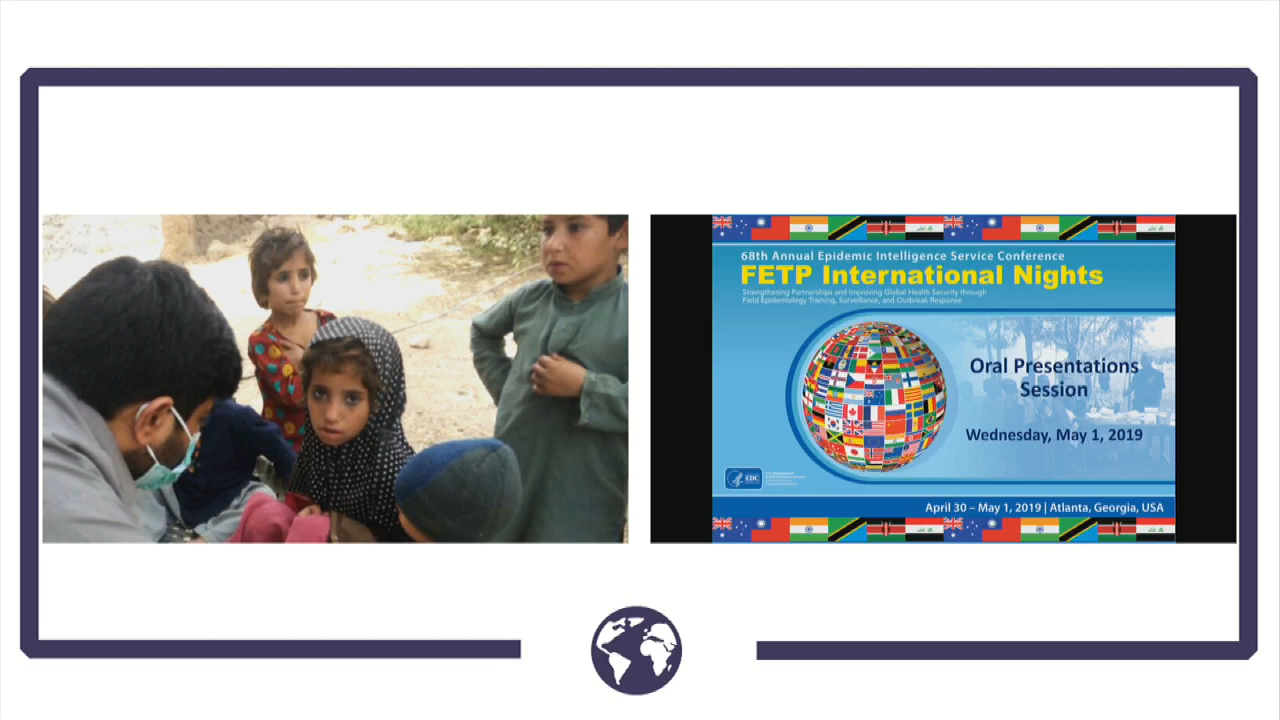 68th Annual Epidemic Intelligence Service Conference
FETP International Nights
Strengthening Partnerships and Improving Global Health Security through
Field Epidemiology Training, Surveillance, and Outbreak Response
Oral Presentations
Session
Wednesday, May 1, 2019
CDC
April 30 – May 1, 2019 | Atlanta, Georgia, USA